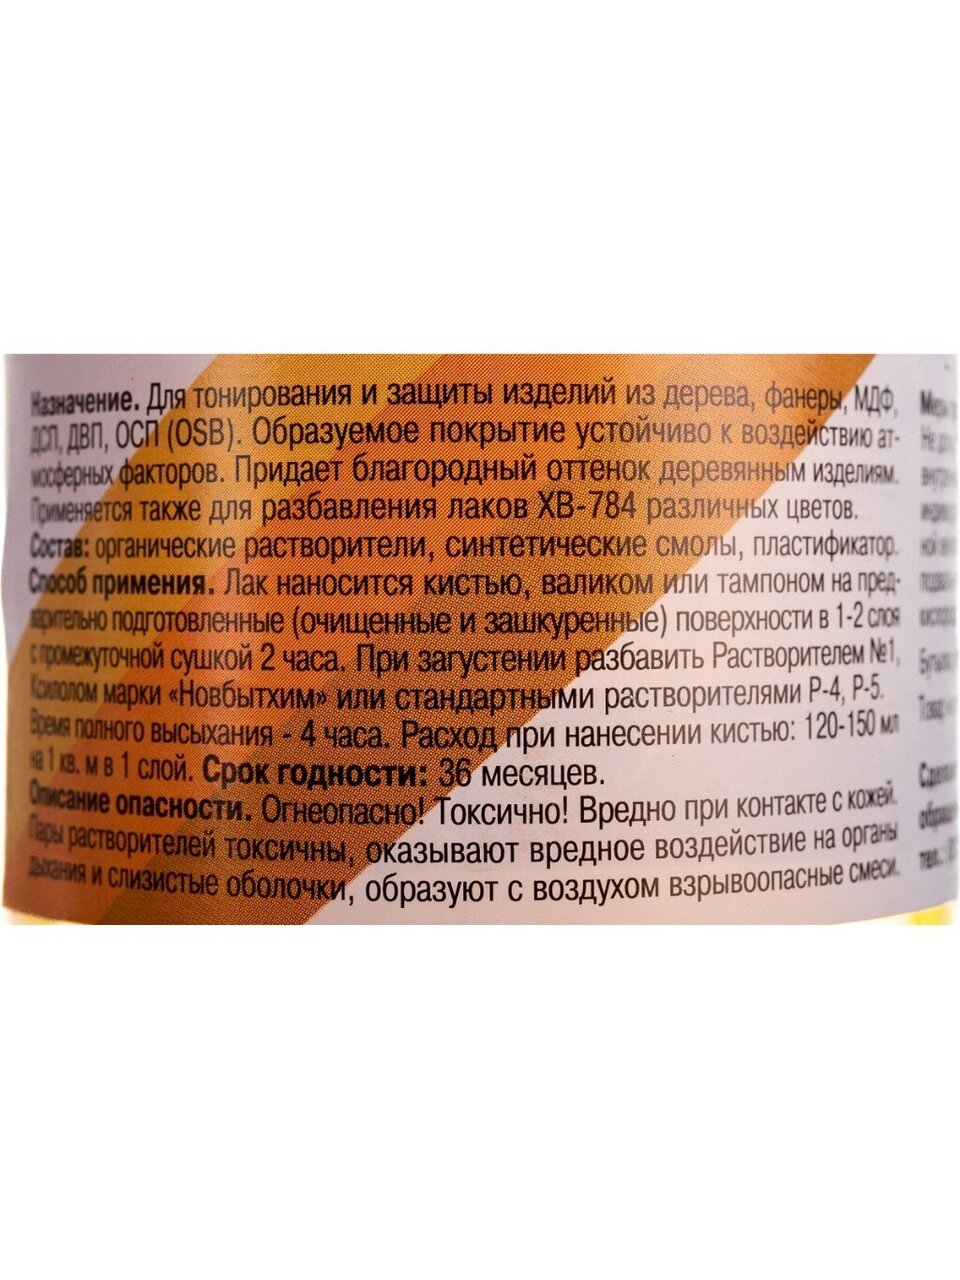 Назначение. Для тонирования и защиты изделий из дерева, фанеры, МДФ,
ДСП, ДВП, ОСП (OSB). Образуемое покрытие устойчиво к воздействию ат-
мосферных факторов. Придает благородный оттенок деревянным изделиям.
Применяется также для разбавления лаков ХВ-784 различных цветов.
Состав: органические растворители, синтетические смолы, пластификатор.
Способ примения. Лак наносится кистью, валиком или тампоном на пред-
варительно подготовленные (очищенные и зашкуренные) поверхности в 1-2 слоя
с промежуточной сушкой 2 часа. При загустении разбавить Растворителем №1,
Ксилолом марки «Новбытхим» или стандартными растворителями Р-4, Р-5.
Время полного высыхания - 4 часа. Расход при нанесении кистью: 120-150 мл
на 1 кв. м в 1 слой. Срок годности: 36 месяцев.
Описание опасности. Огнеопасно! Токсично! Вредно при контакте с кожей.
Пары растворителей токсичны, оказывают вредное воздействие на органы
дыхания и слизистые оболочки, образуют с воздухом взрывоопасные смеси.